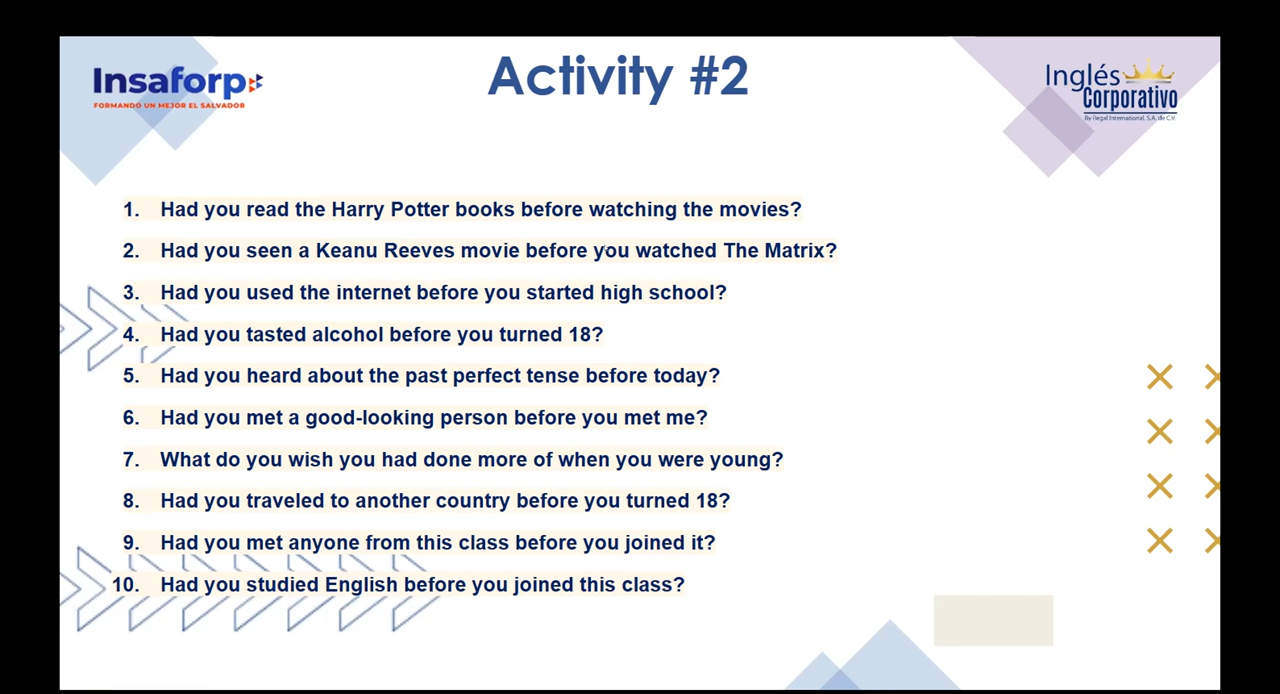 Insaforp
FORMANDO UN MEJOR EL SALVADOR
Activity #2
Inglés
Corporativo
By Regal International, S.A. de C.V.
1. Had you read the Harry Potter books before watching the movies?
2. Had you seen a Keanu Reeves movie before you watched The Matrix?
3. Had you used the internet before you started high school?
4. Had you tasted alcohol before you turned 18?
5. Had you heard about the past perfect tense before today?
6. Had you met a good-looking person before you met me?
7. What do you wish you had done more of when you were young?
8. Had you traveled to another country before you turned 18?
9. Had you met anyone from this class before you joined it?
10. Had you studied English before you joined this class?